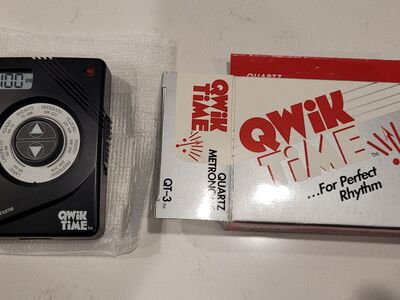 100
QWiK
TiME
QWiK
TiME
QUARTZ
METRONOME
QT-3
QUARTZ
QWiK
TiME
...For Perfect
Rhythm